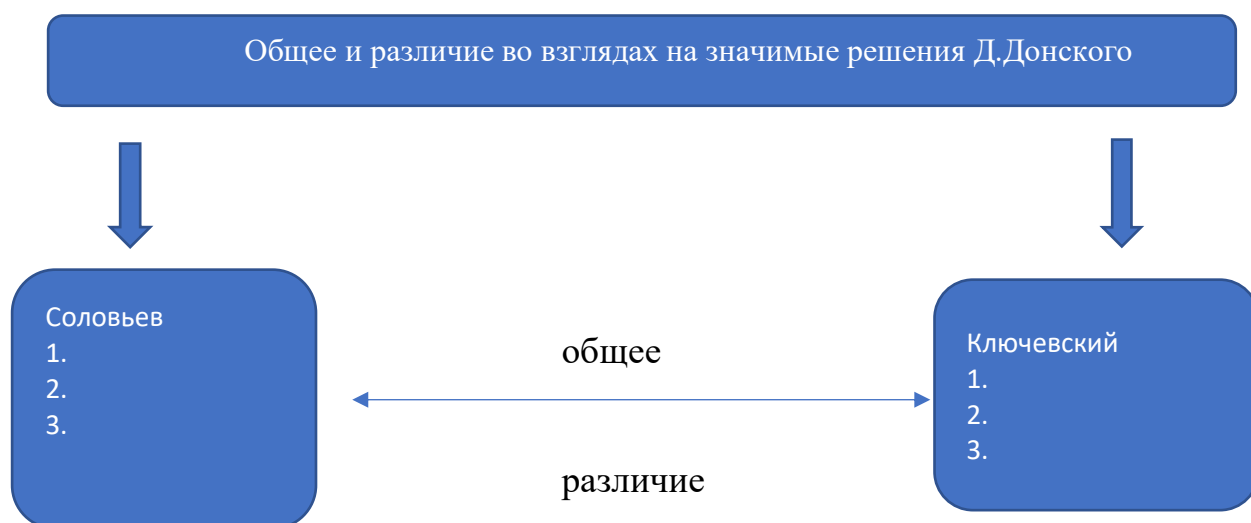 Общее и различие во взглядах на значимые решения Д.Донского
Соловьев
1.
2.
3.
общее
различие
Ключевский
1.
2.
3.